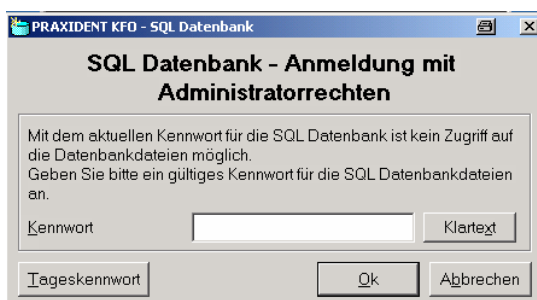 PRAXIDENT KFO - SQL Datenbank
SQL Datenbank - Anmeldung mit
Administratorrechten
Mit dem aktuellen Kennwort für die SQL Datenbank ist kein Zugriff auf
die Datenbankdateien möglich.
Geben Sie bitte ein gültiges Kennwort für die SQL Datenbankdateien
an.
Kennwort Klartext
Tageskennwort Ok Abbrechen